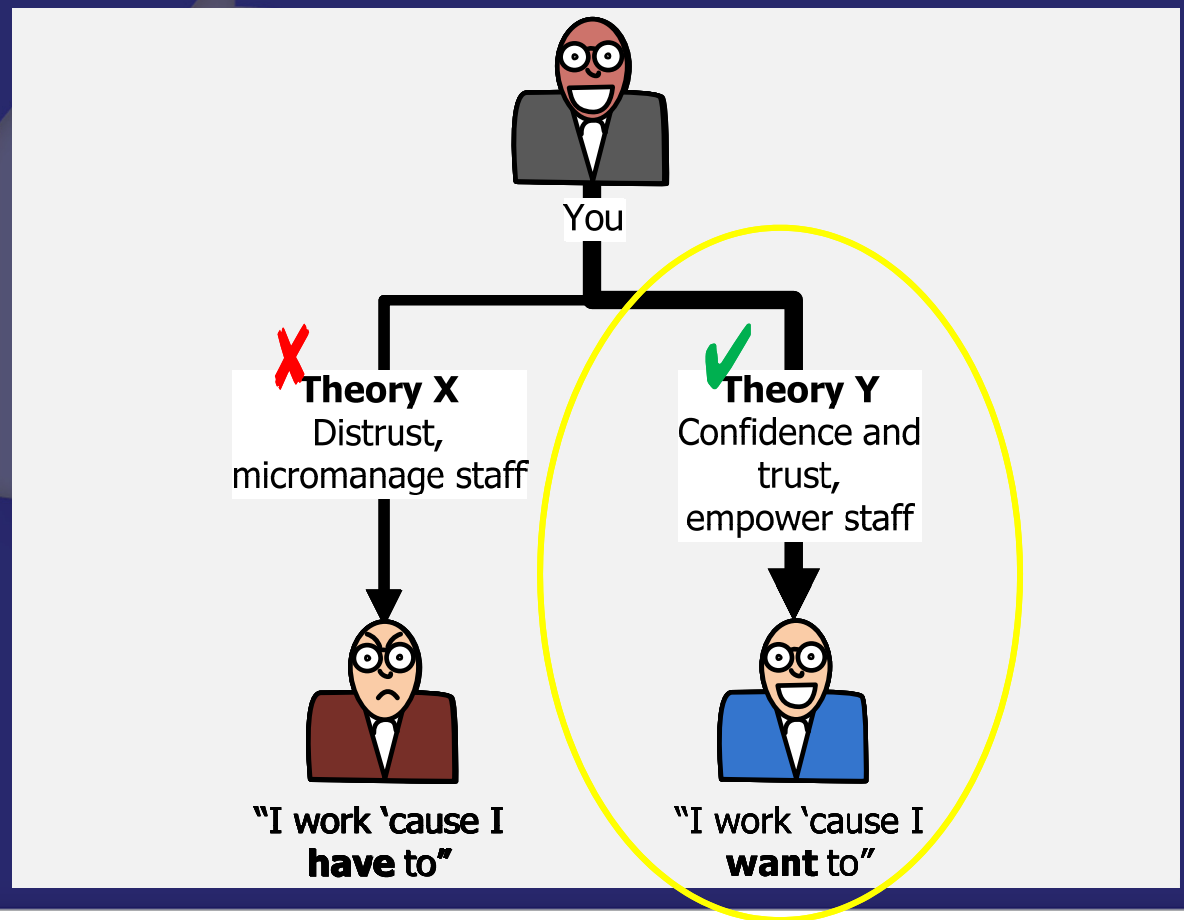 You
Theory X
Distrust,
micromanage staff
Theory Y
Confidence and
trust,
empower staff
“I work ‘cause I
have to”
“I work ‘cause I
want to”